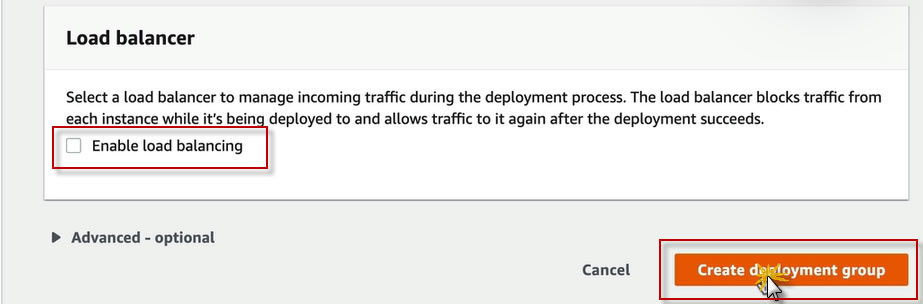 Load balancer
Select a load balancer to manage incoming traffic during the deployment process. The load balancer blocks traffic from
each instance while it's being deployed to and allows traffic to it again after the deployment succeeds.
Enable load balancing
Advanced - optional
Cancel
Create deployment group